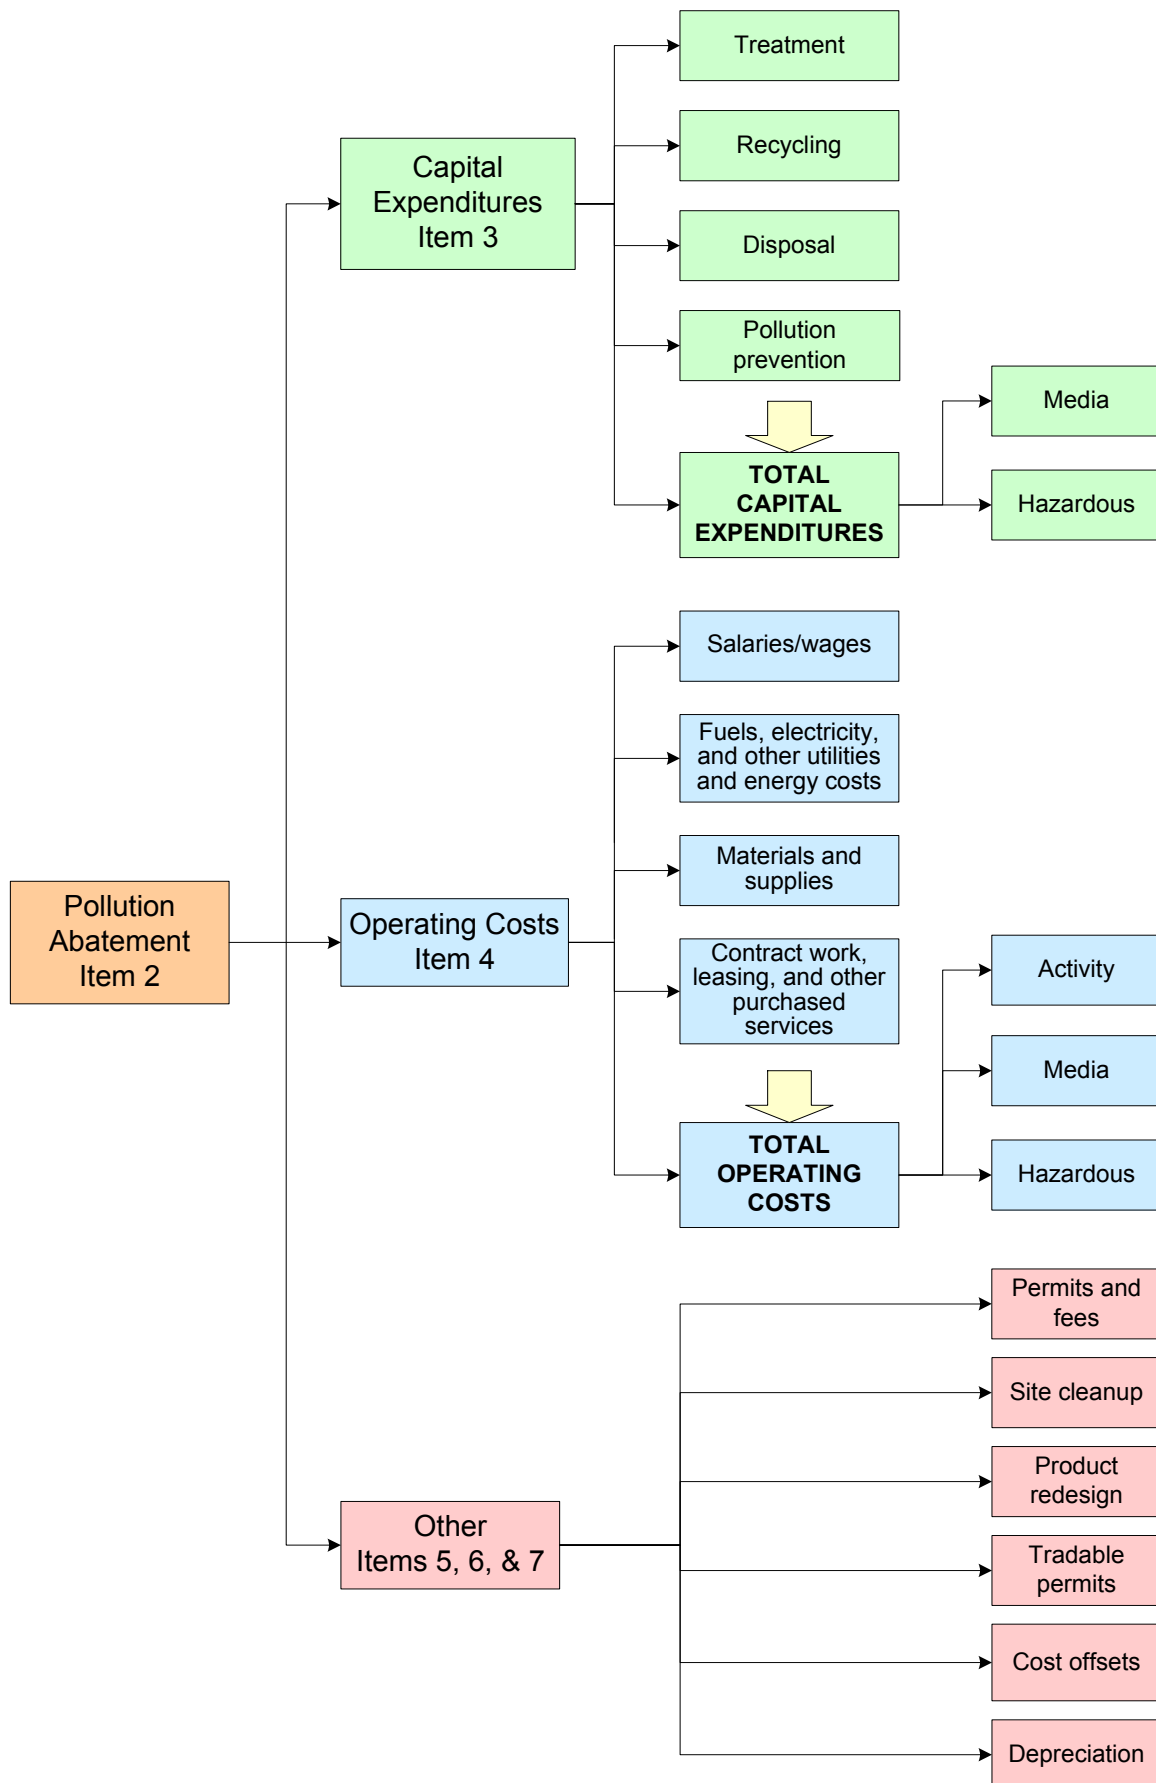 Treatment
Recycling
Capital
Expenditures
Item 3
Disposal
Pollution
prevention
Media
TOTAL
CAPITAL
EXPENDITURES
Hazardous
Salaries/wages
Fuels, electricity,
and other utilities
and energy costs
Materials and
supplies
Pollution
Abatement
Item 2
Operating Costs
Item 4
Contract work,
leasing, and other
purchased
services
Activity
Media
TOTAL
OPERATING
COSTS
Hazardous
Permits and
fees
Site cleanup
Product
redesign
Other
Items 5, 6, & 7
Tradable
permits
Cost offsets
Depreciation